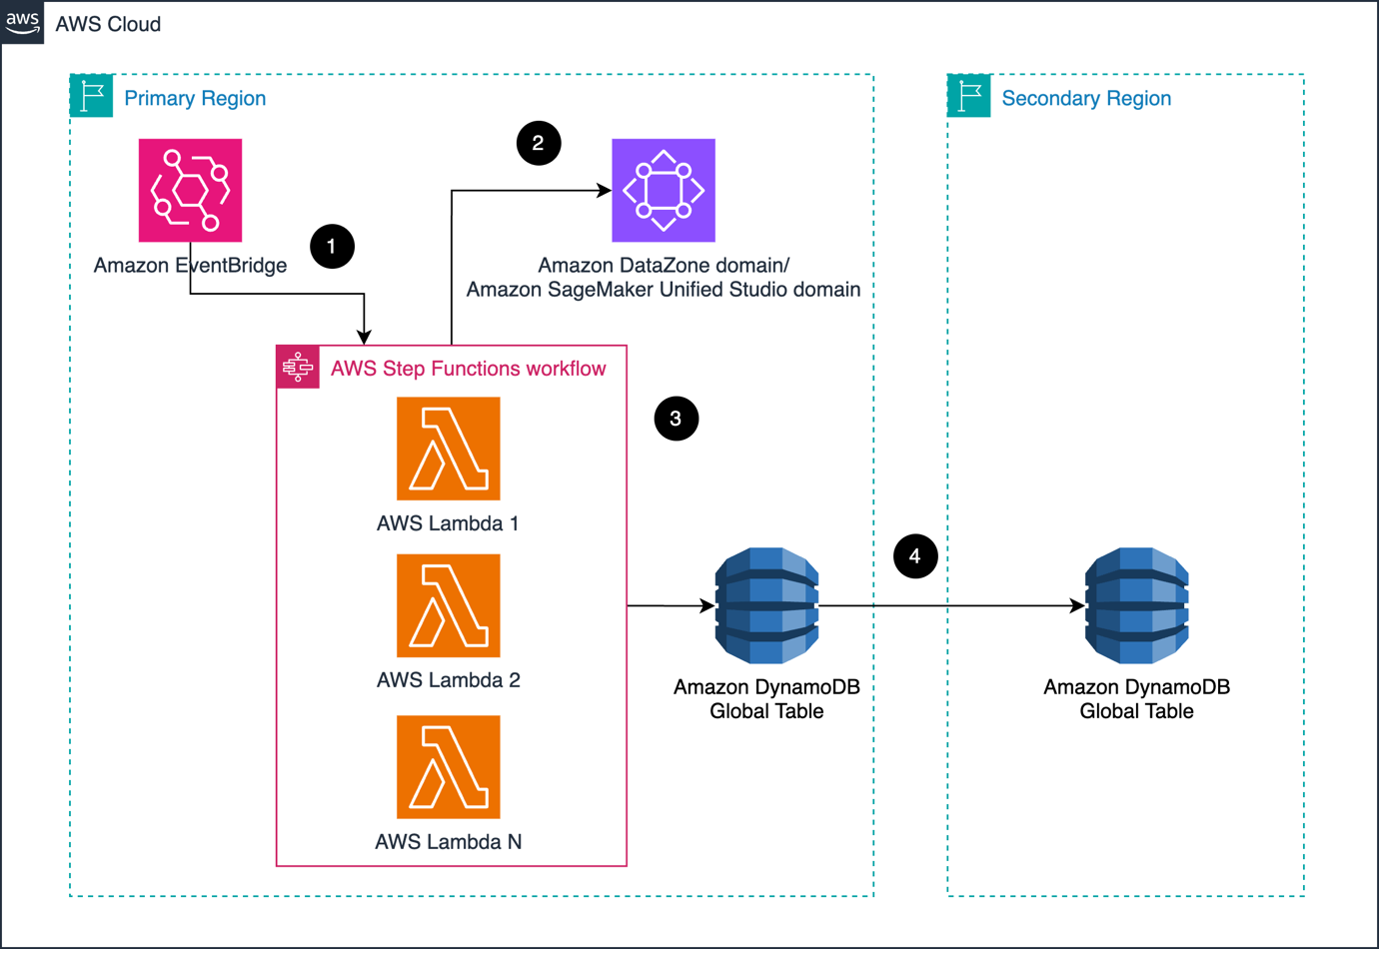 aws
AWS Cloud
Primary Region
Secondary Region
2
1
Amazon EventBridge
Amazon DataZone domain/
Amazon SageMaker Unified Studio domain
AWS Step Functions workflow
3
AWS Lambda 1
4
AWS Lambda 2
Amazon DynamoDB
Global Table
Amazon DynamoDB
Global Table
AWS Lambda N